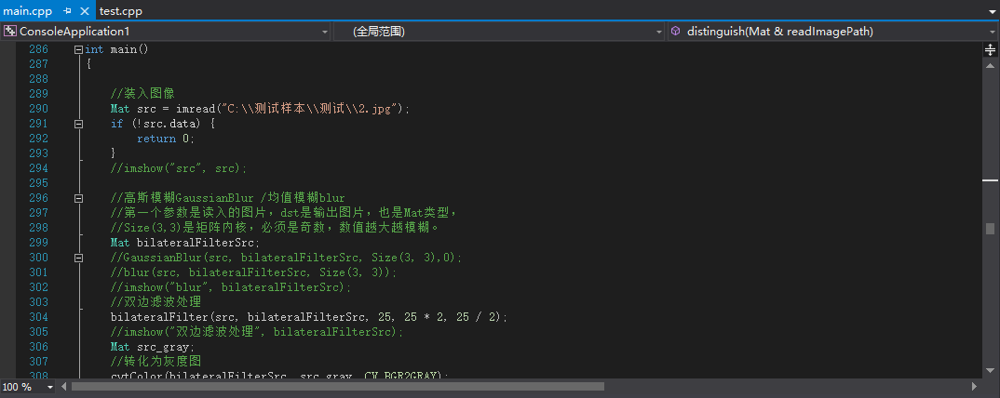 main.cpp test.cpp
ConsoleApplication1 (全局范围) distinguish(Mat & readImagePath)
286 int main()
287 {
288
289 //装入图像
290 Mat src = imread("C:\\测试样本\\测试\\2.jpg");
291 if (!src.data) {
292 return 0;
293 }
294 //imshow("src", src);
295
296 //高斯模糊GaussianBlur /均值模糊blur
297 //第一个参数是读入的图片，dst是输出图片，也是Mat类型，
298 //Size(3,3)是矩阵内核，必须是奇数，数值越大越模糊。
299 Mat bilateralFilterSrc;
300 //GaussianBlur(src, bilateralFilterSrc, Size(3, 3),0);
301 //blur(src, bilateralFilterSrc, Size(3, 3));
302 //imshow("blur", bilateralFilterSrc);
303 //双边滤波处理
304 bilateralFilter(src, bilateralFilterSrc, 25, 25 * 2, 25 / 2);
305 //imshow("双边滤波处理", bilateralFilterSrc);
306 Mat src_gray;
307 //转化为灰度图
308 cvtColor(bilateralFilterSrc, src_gray, CV_BGR2GRAY);
100 %